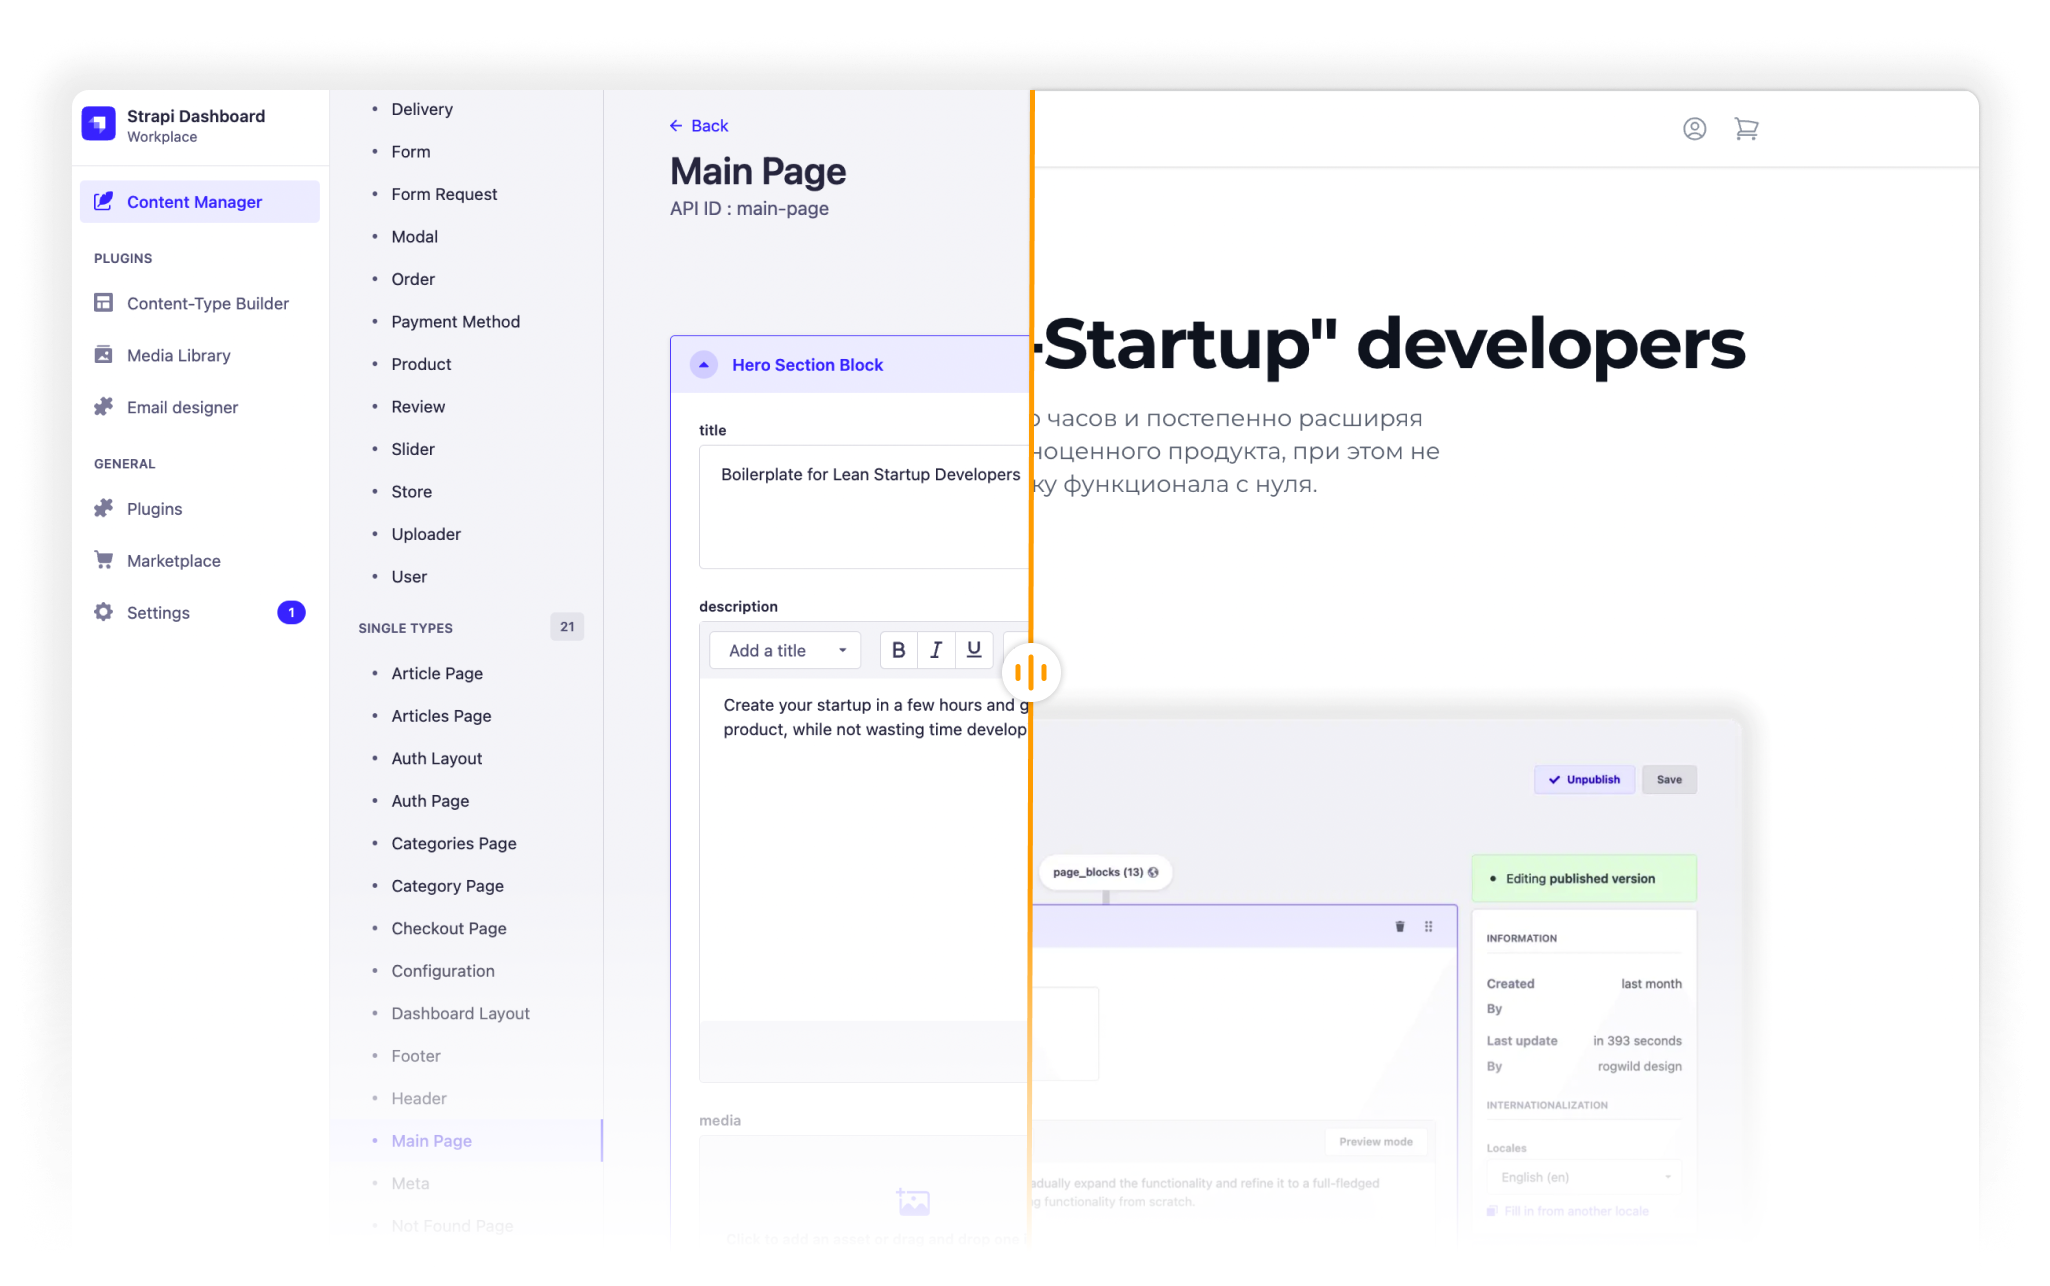 Strapi Dashboard
Workplace
Content Manager
PLUGINS
Content-Type Builder
Media Library
Email designer
GENERAL
Plugins
Marketplace
Settings
1
Delivery
Form
Form Request
Modal
Order
Payment Method
Product
Review
Slider
Store
Uploader
User
SINGLE TYPES
21
Article Page
Articles Page
Auth Layout
Auth Page
Categories Page
Category Page
Checkout Page
Configuration
Dashboard Layout
Footer
Header
Main Page
Meta
Not Found Page
Back
Main Page
API ID : main-page
Hero Section Block
title
Boilerplate for Lean Startup Developers
description
Add a title
B I U
Create your startup in a few hours and g
product, while not wasting time develop
media
Click to add an asset or drag and drop one
-Startup" developers
часов и постепенно расширяя
ноценного продукта, при этом не
ку функционала с нуля.
Unpublish
Save
page_blocks (13)
Editing published version
INFORMATION
Created last month
By
Last update in 393 seconds
By rogwild design
INTERNATIONALIZATION
Locales
English (en)
Fill in from another locale
Preview mode
adually expand the functionality and refine it to a full-fledged
g functionality from scratch.